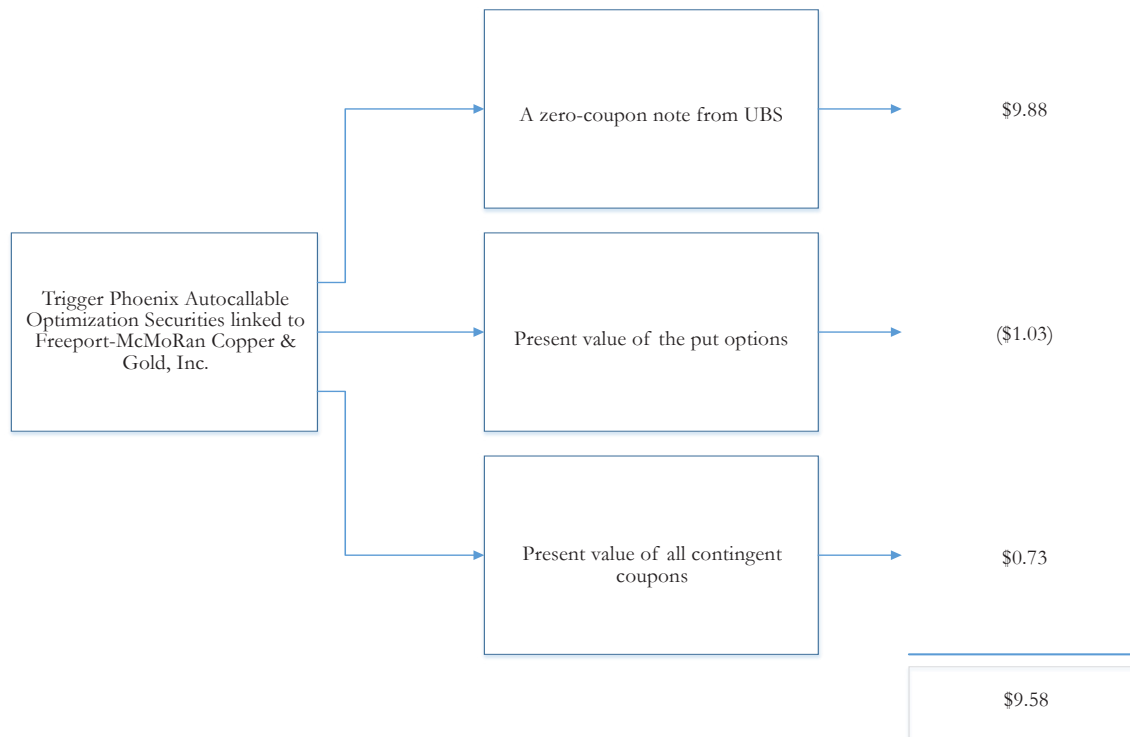 A zero-coupon note from UBS
$9.88
Trigger Phoenix Autocallable
Optimization Securities linked to
Freeport-McMoRan Copper &
Gold, Inc.
Present value of the put options
($1.03)
Present value of all contingent
coupons
$0.73
$9.58